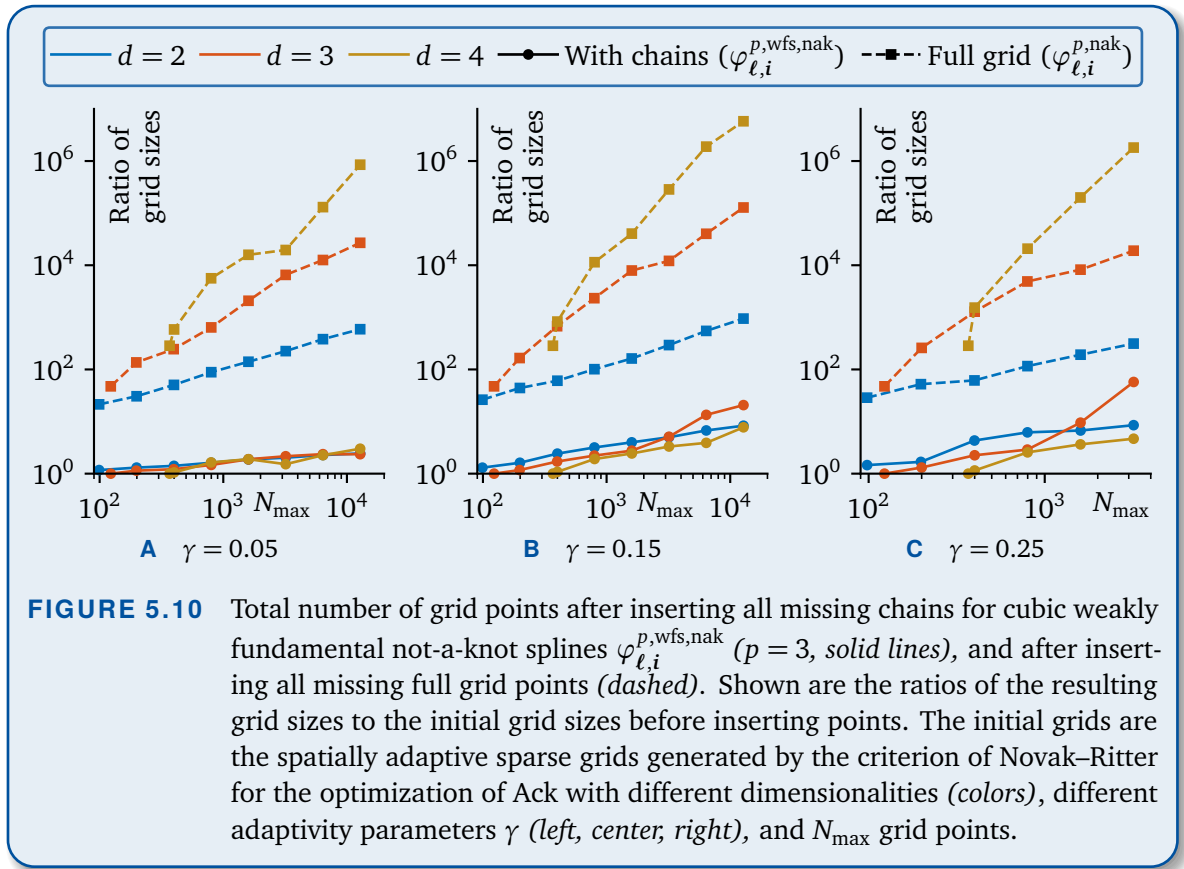 d = 2 d = 3 d = 4 With chains (φ_{ℓ,i}^{p,wfs,nak}) Full grid (φ_{ℓ,i}^{p,nak})
Ratio of
grid sizes
10^6
10^4
10^2
10^0
10^2 10^3 N_max 10^4
A γ = 0.05
Ratio of
grid sizes
10^6
10^4
10^2
10^0
10^2 10^3 N_max 10^4
B γ = 0.15
Ratio of
grid sizes
10^6
10^4
10^2
10^0
10^2 10^3 N_max
C γ = 0.25
FIGURE 5.10 Total number of grid points after inserting all missing chains for cubic weakly
fundamental not-a-knot splines φ_{ℓ,i}^{p,wfs,nak} (p = 3, solid lines), and after insert-
ing all missing full grid points (dashed). Shown are the ratios of the resulting
grid sizes to the initial grid sizes before inserting points. The initial grids are
the spatially adaptive sparse grids generated by the criterion of Novak–Ritter
for the optimization of Ack with different dimensionalities (colors), different
adaptivity parameters γ (left, center, right), and N_max grid points.